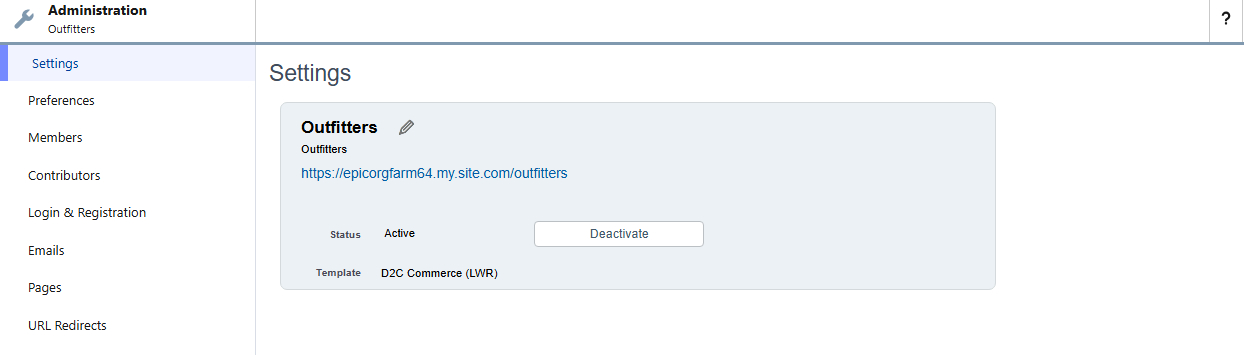 Administration
Outfitters
?
Settings
Preferences
Members
Contributors
Login & Registration
Emails
Pages
URL Redirects
Settings
Outfitters
Outfitters
https://epicorgfarm64.my.site.com/outfitters
Status Active Deactivate
Template D2C Commerce (LWR)